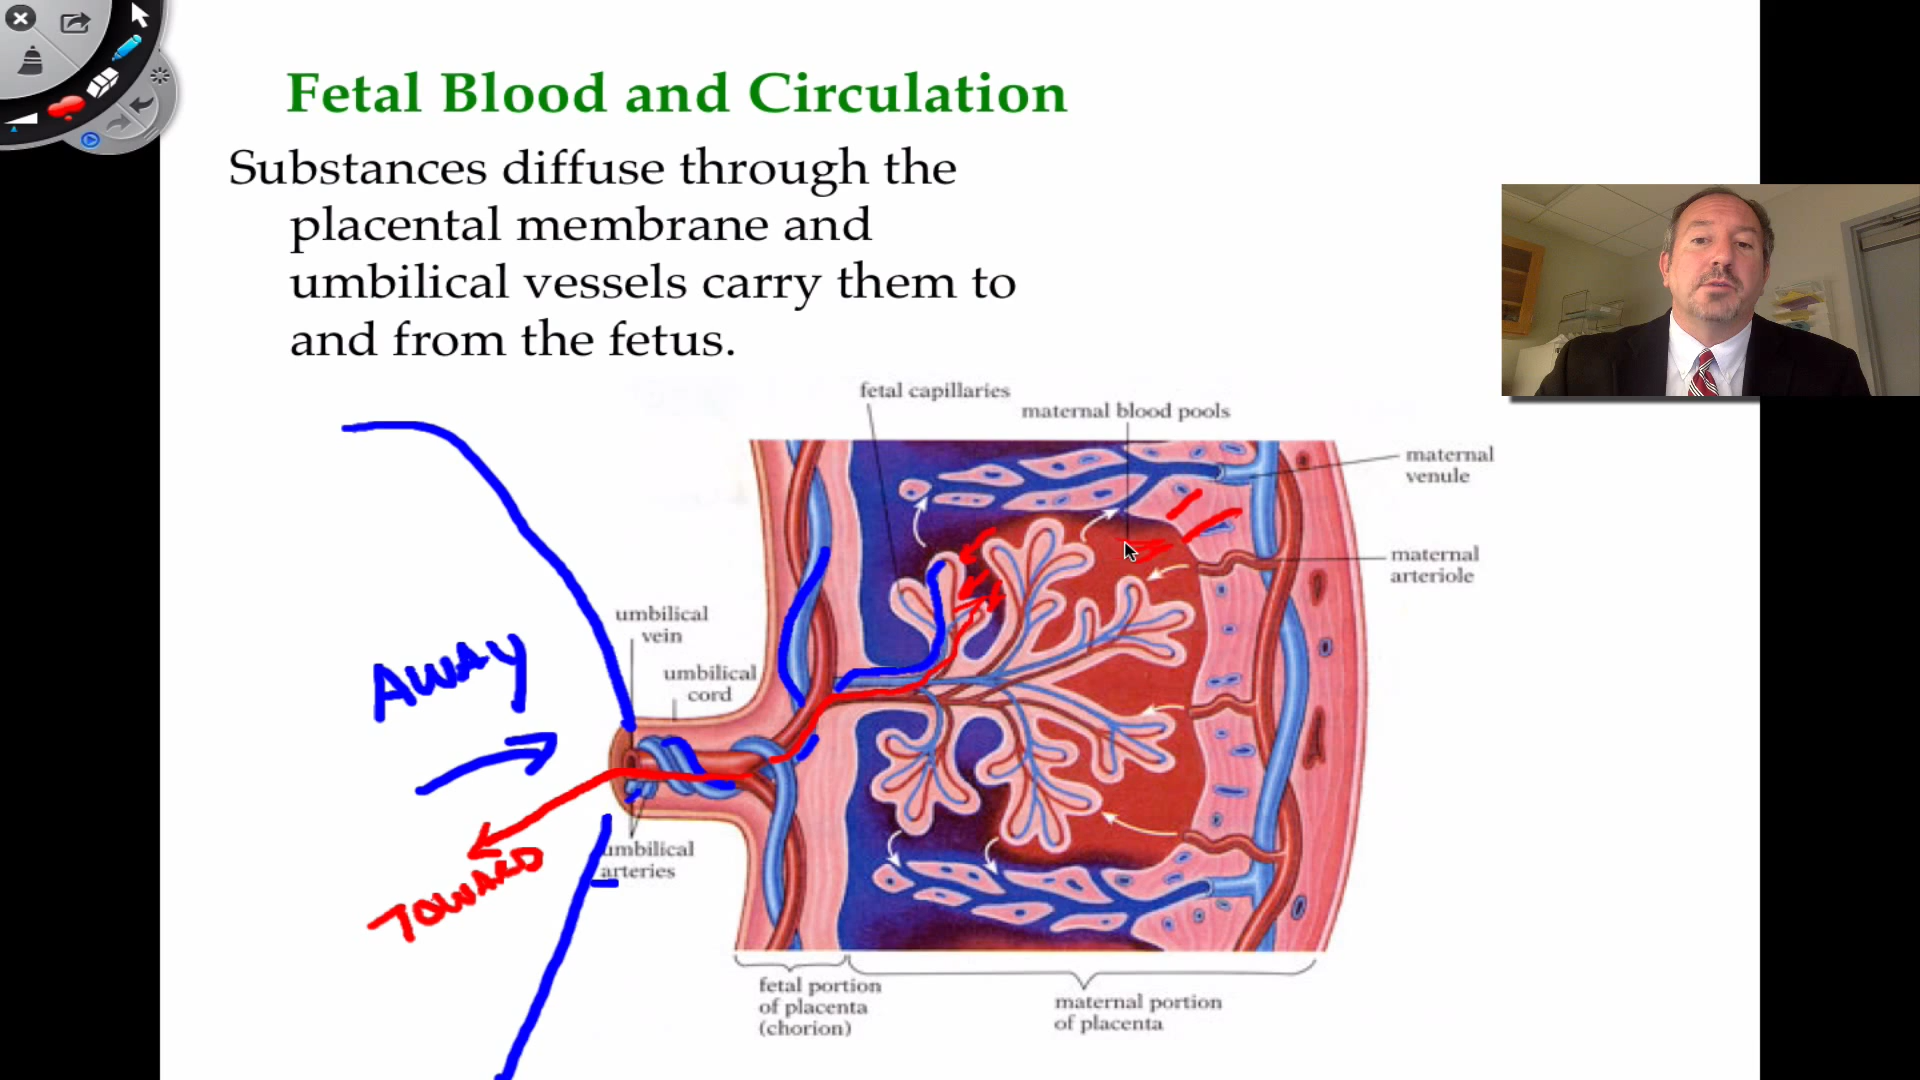 Fetal Blood and Circulation
Substances diffuse through the
placental membrane and
umbilical vessels carry them to
and from the fetus.
fetal capillaries
maternal blood pools
maternal
venule
maternal
arteriole
umbilical
vein
umbilical
cord
AWAY
TOWARD
umbilical
arteries
fetal portion
of placenta
(chorion)
maternal portion
of placenta